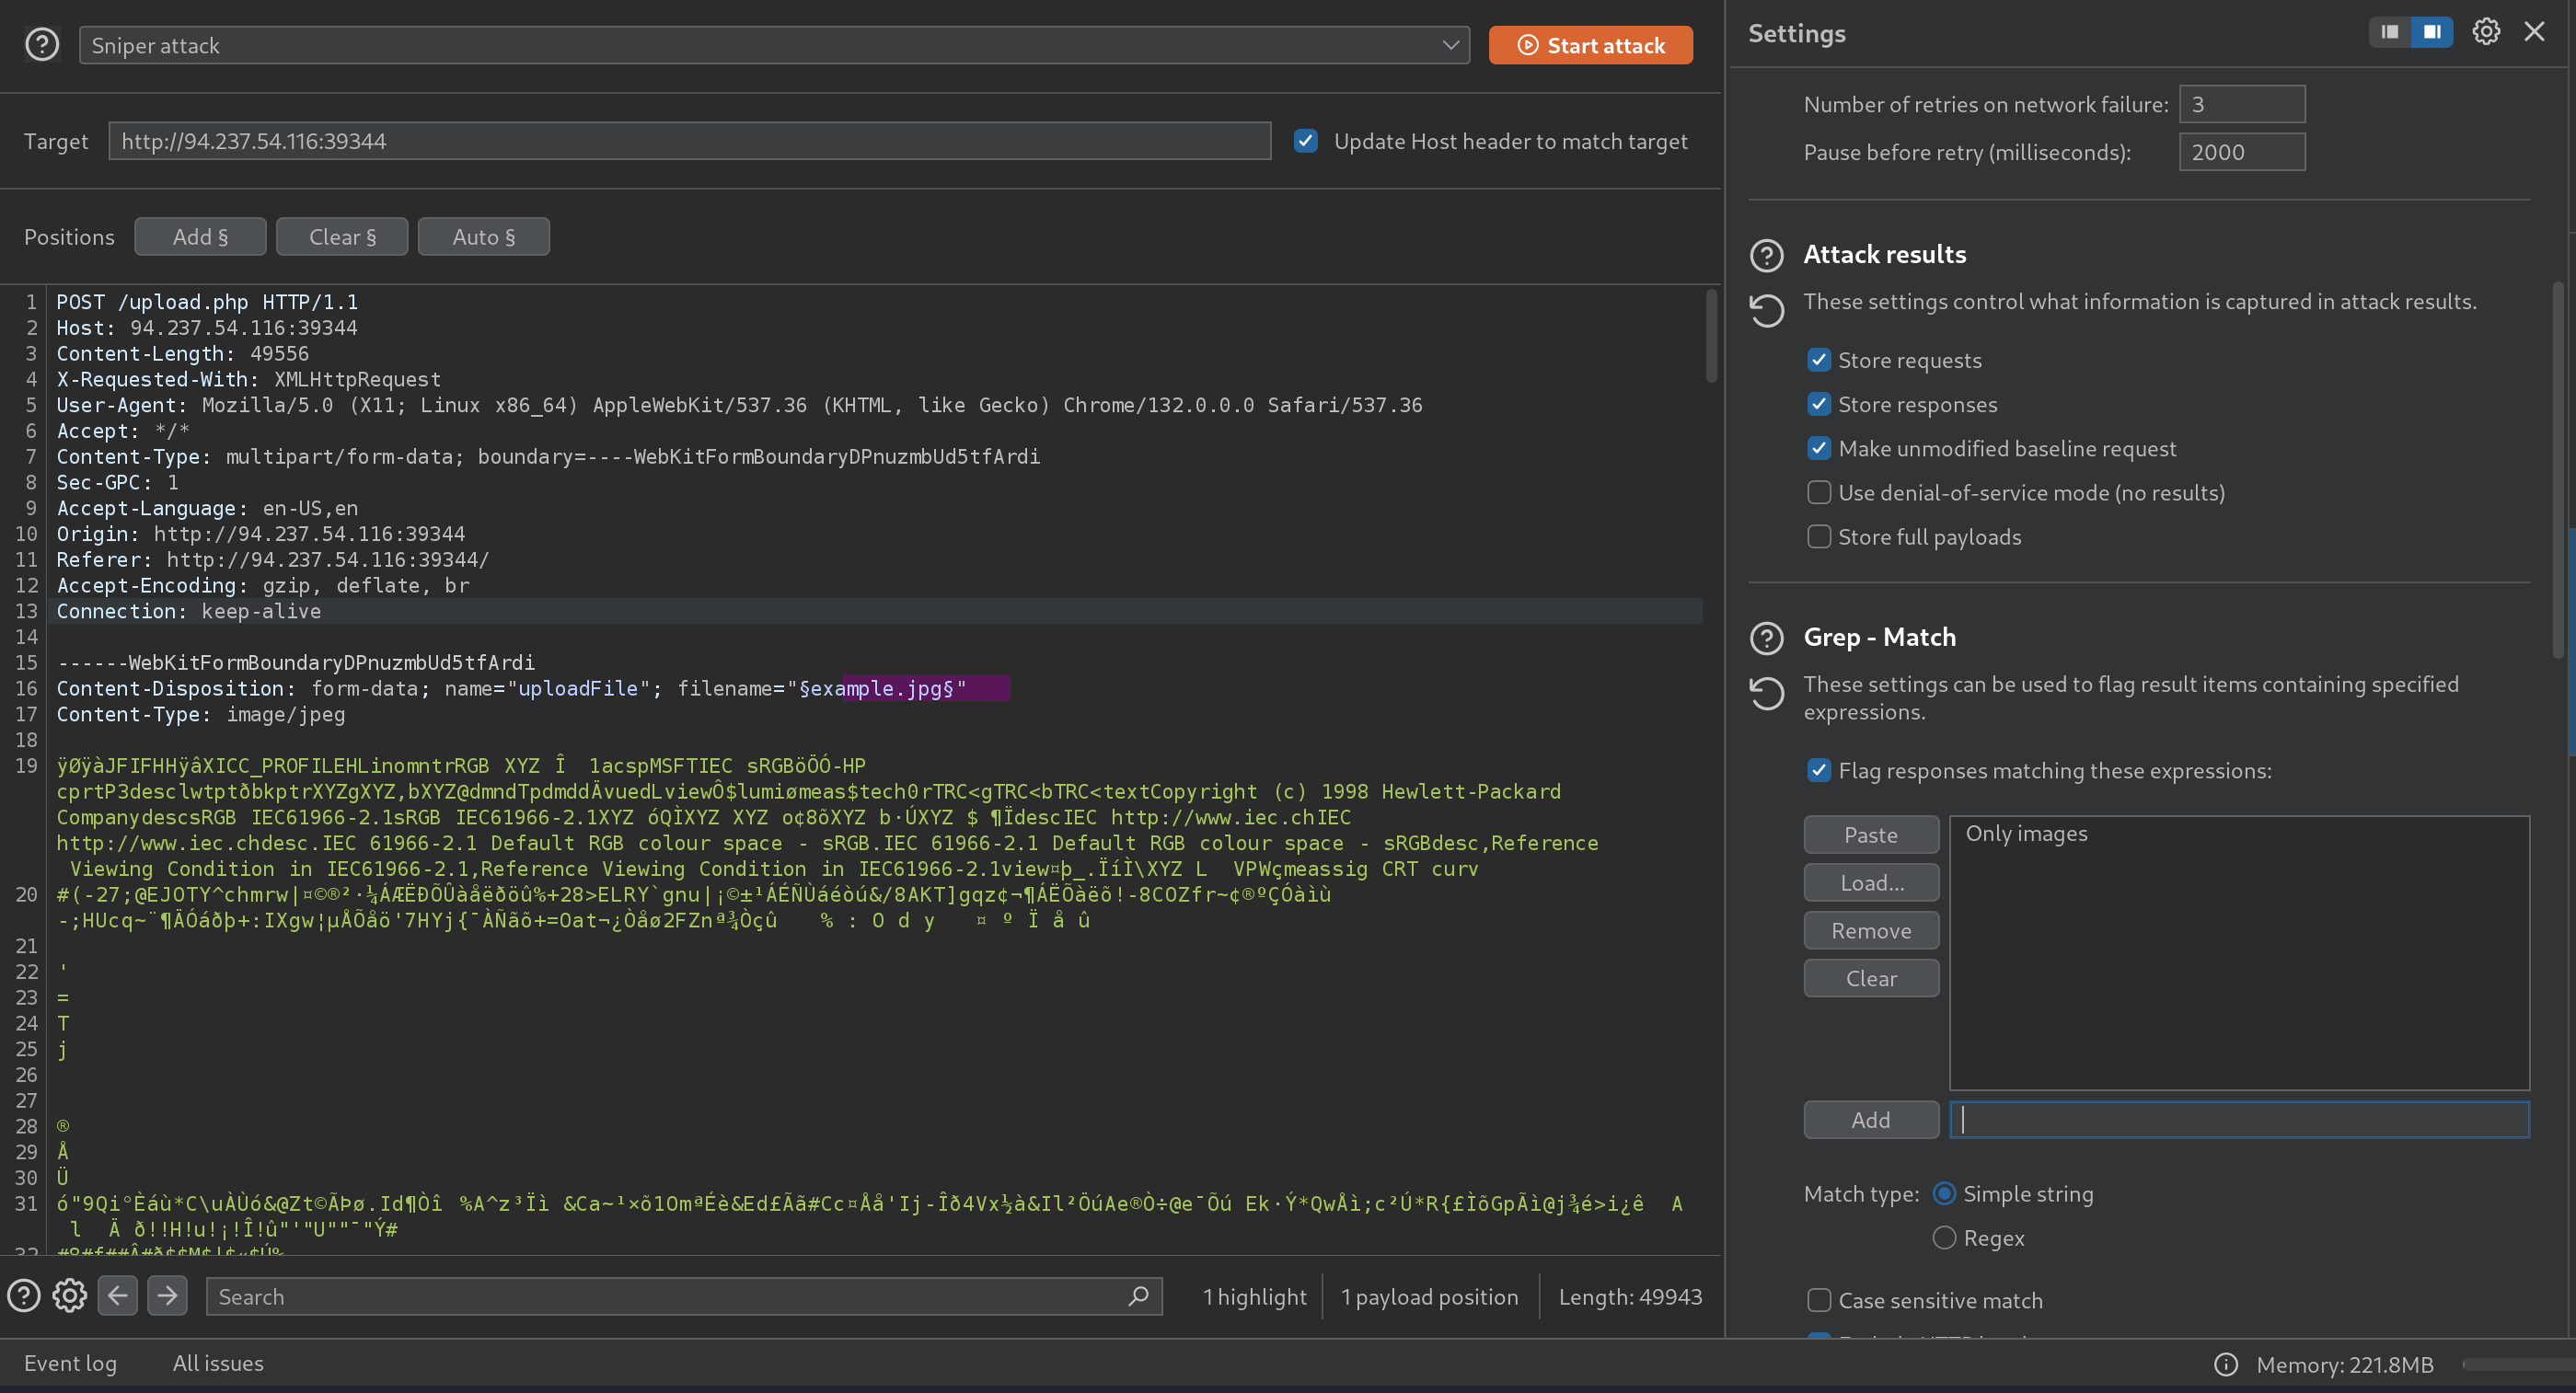 Sniper attack
Start attack
Target
http://94.237.54.116:39344
Update Host header to match target
Positions
Add §
Clear §
Auto §
1 POST /upload.php HTTP/1.1
2 Host: 94.237.54.116:39344
3 Content-Length: 49556
4 X-Requested-With: XMLHttpRequest
5 User-Agent: Mozilla/5.0 (X11; Linux x86_64) AppleWebKit/537.36 (KHTML, like Gecko) Chrome/132.0.0.0 Safari/537.36
6 Accept: */*
7 Content-Type: multipart/form-data; boundary=----WebKitFormBoundaryDPnuzmbUd5tfArdi
8 Sec-GPC: 1
9 Accept-Language: en-US,en
10 Origin: http://94.237.54.116:39344
11 Referer: http://94.237.54.116:39344/
12 Accept-Encoding: gzip, deflate, br
13 Connection: keep-alive
14
15 ------WebKitFormBoundaryDPnuzmbUd5tfArdi
16 Content-Disposition: form-data; name="uploadFile"; filename="§example.jpg§"
17 Content-Type: image/jpeg
18
19 ÿØÿàJFIFHHÿâXICC_PROFILEHLinomntrRGB XYZ Î 1acspMSFTIEC sRGBöÖÓ-HP
cprtP3desclwtptðbkptrXYZgXYZ,bXYZ@dmndTpdmddÄvuedLviewÔ$lumiømeas$tech0rTRC<gTRC<bTRC<textCopyright (c) 1998 Hewlett-Packard
CompanydescsRGB IEC61966-2.1sRGB IEC61966-2.1XYZ óQÌXYZ XYZ o¢8õXYZ b·ÚXYZ $ ¶ÏdescIEC http://www.iec.chIEC
http://www.iec.chdesc.IEC 61966-2.1 Default RGB colour space - sRGB.IEC 61966-2.1 Default RGB colour space - sRGBdesc,Reference
Viewing Condition in IEC61966-2.1,Reference Viewing Condition in IEC61966-2.1view¤þ_.ÏíÌ\XYZ L VPWçmeassig CRT curv
20 #(-27;@EJOTY^chmrw|¤©®²·¼ÁÆËÐÕÛàåëðöû%+28>ELRY`gnu|¡©±¹ÁÉÑÙáéòú&/8AKT]gqz¢¬¶ÁËÕàëõ!-8COZfr~¢®ºÇÓàìù
-;HUcq~¨¶ÄÓáðþ+:IXgw¦µÅÕåö'7HYj{¯ÀÑãõ+=Oat¬¿Òåø2FZnª¾Òçû % : O d y ¤ º Ï å û
21
22 '
23 =
24 T
25 j
26
27
28 ®
29 Å
30 Ü
31 ó"9Qi°Èáù*C\uÀÙó&@Zt©ÃÞø.Id¶Òî %A^z³Ïì &Ca~¹×õ1OmªÉè&Ed£Ãã#Cc¤Åå'Ij-Îð4Vx½à&Il²ÖúAe®Ò÷@e¯Õú Ek·Ý*QwÅì;c²Ú*R{£ÌõGpÃì@j¾é>i¿ê A
l Ä ð!!H!u!¡!Î!û"'"U""¯"Ý#
Search
1 highlight
1 payload position
Length: 49943
Event log
All issues
Settings
Number of retries on network failure: 3
Pause before retry (milliseconds): 2000
Attack results
These settings control what information is captured in attack results.
Store requests
Store responses
Make unmodified baseline request
Use denial-of-service mode (no results)
Store full payloads
Grep - Match
These settings can be used to flag result items containing specified
expressions.
Flag responses matching these expressions:
Paste
Load...
Remove
Clear
Only images
Add
Match type:
Simple string
Regex
Case sensitive match
Memory: 221.8MB